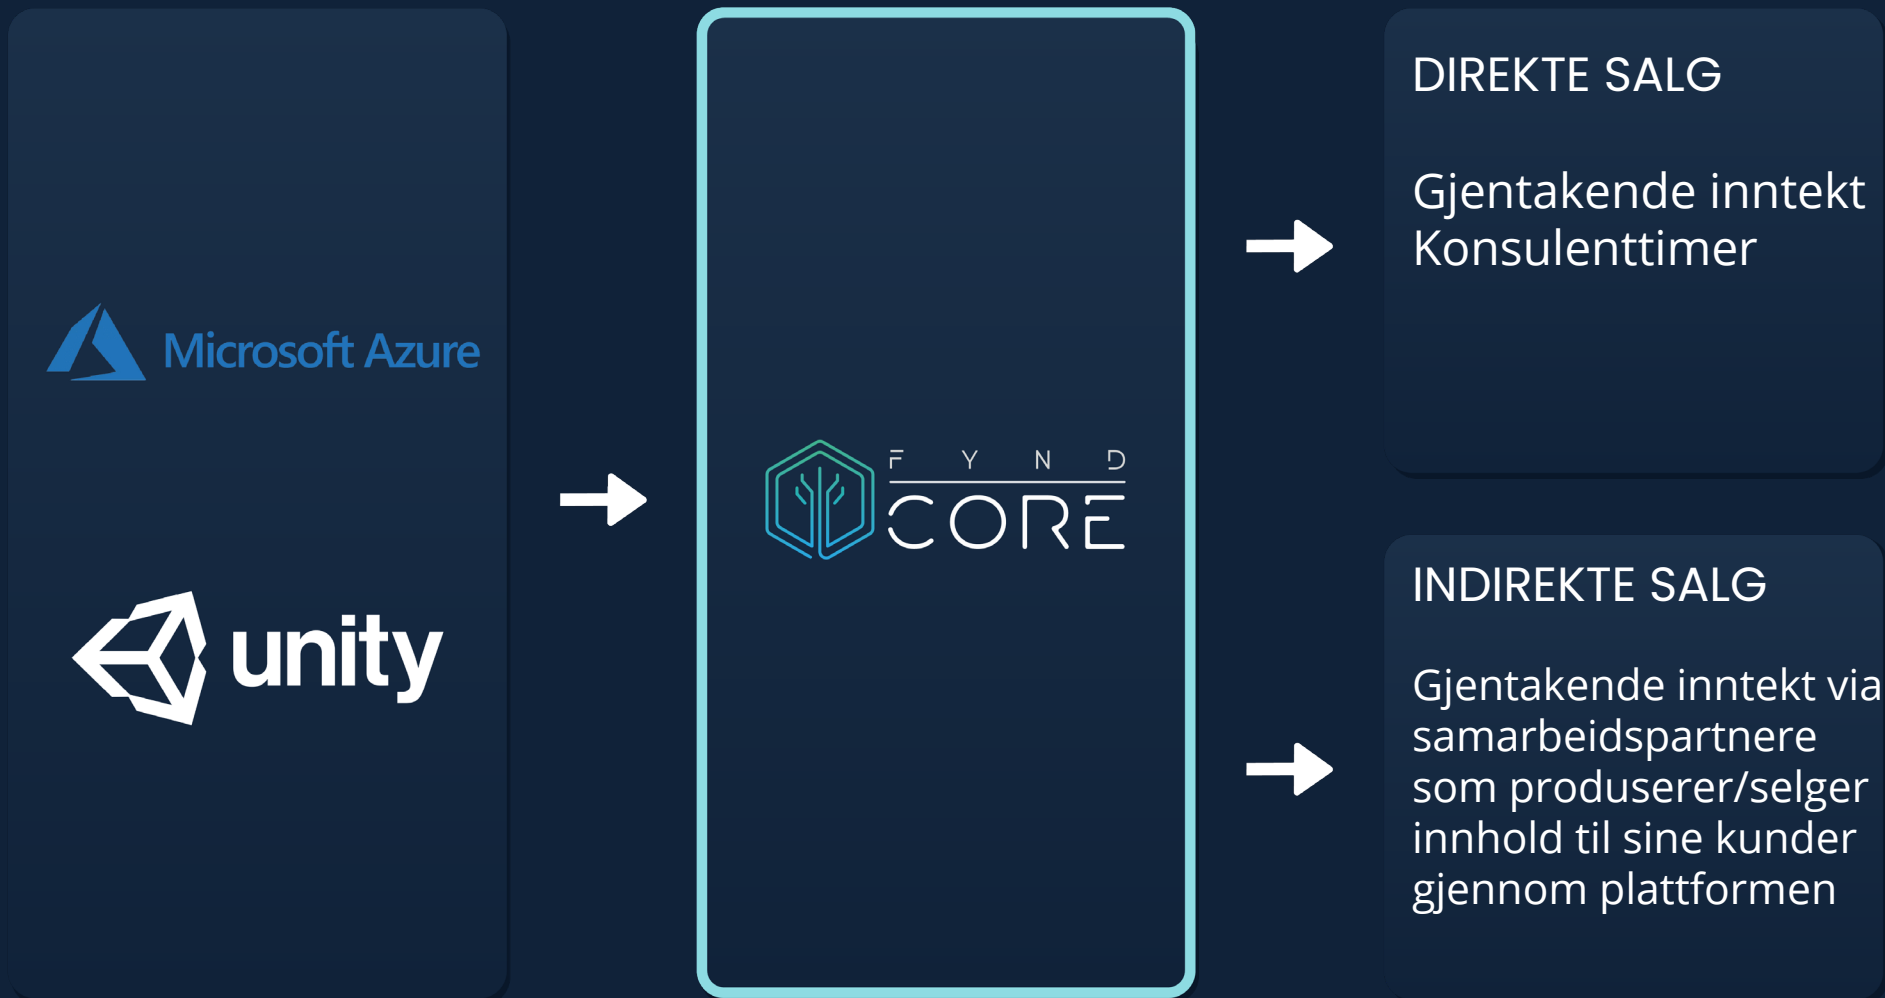 Microsoft Azure
unity
FYND
CORE
DIREKTE SALG
Gjentakende inntekt
Konsulenttimer
INDIREKTE SALG
Gjentakende inntekt via
samarbeidspartnere
som produserer/selger
innhold til sine kunder
gjennom plattformen